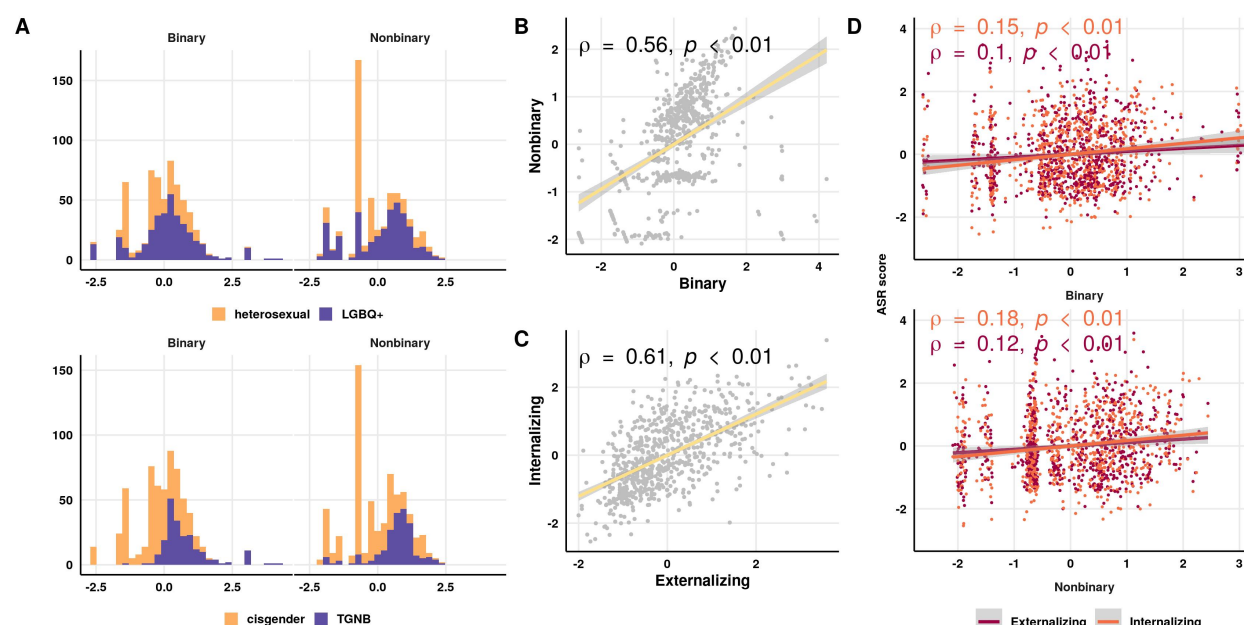 A
Binary
Nonbinary
150
100
50
0
-2.5
0.0
2.5
-2.5
0.0
2.5
heterosexual
LGBQ+
Binary
Nonbinary
150
100
50
0
-2.5
0.0
2.5
-2.5
0.0
2.5
cisgender
TGNB
B
ρ = 0.56, p < 0.01
Nonbinary
2
1
0
-1
-2
-2
0
2
4
Binary
C
ρ = 0.61, p < 0.01
Internalizing
2
0
-2
-2
0
2
Externalizing
D
ρ = 0.15, p < 0.01
ρ = 0.1, p < 0.01
4
2
0
-2
-2
-1
0
1
2
3
Binary
ASR score
ρ = 0.18, p < 0.01
ρ = 0.12, p < 0.01
4
2
0
-2
-2
-1
0
1
2
3
Nonbinary
Externalizing
Internalizing